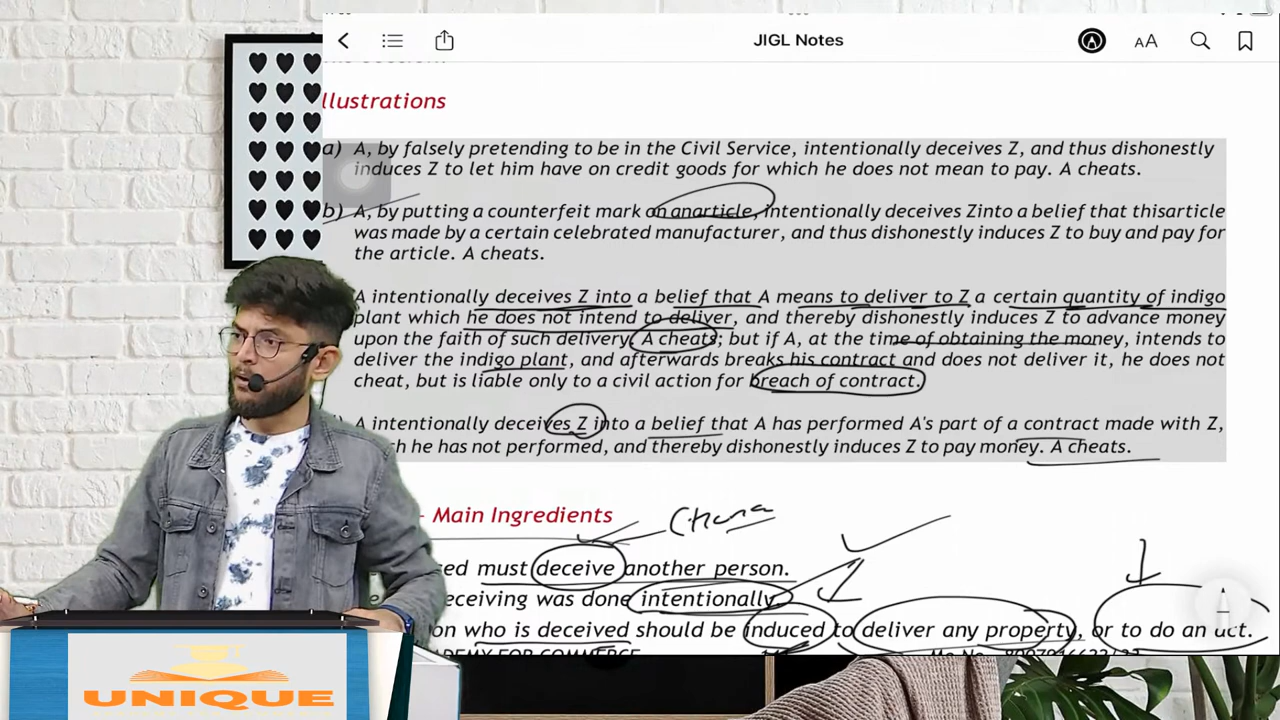 JIGL Notes
AA
llustrations
a) A, by falsely pretending to be in the Civil Service, intentionally deceives Z, and thus dishonestly
induces Z to let him have on credit goods for which he does not mean to pay. A cheats.
b) A, by putting a counterfeit mark on anarticle, intentionally deceives Zinto a belief that thisarticle
was made by a certain celebrated manufacturer, and thus dishonestly induces Z to buy and pay for
the article. A cheats.
A intentionally deceives Z into a belief that A means to deliver to Z a certain quantity of indigo
plant which he does not intend to deliver, and thereby dishonestly induces Z to advance money
upon the faith of such delivery. A cheats; but if A, at the time of obtaining the money, intends to
deliver the indigo plant, and afterwards breaks his contract and does not deliver it, he does not
cheat, but is liable only to a civil action for breach of contract.
A intentionally deceives Z into a belief that A has performed A's part of a contract made with Z,
h he has not performed, and thereby dishonestly induces Z to pay money. A cheats.
- Main Ingredients
sed must deceive another person.
eceiving was done intentionally
on who is deceived should be induced to deliver any property, or to do an act.
ADEMY FOR COMMERCE
UNIQUE